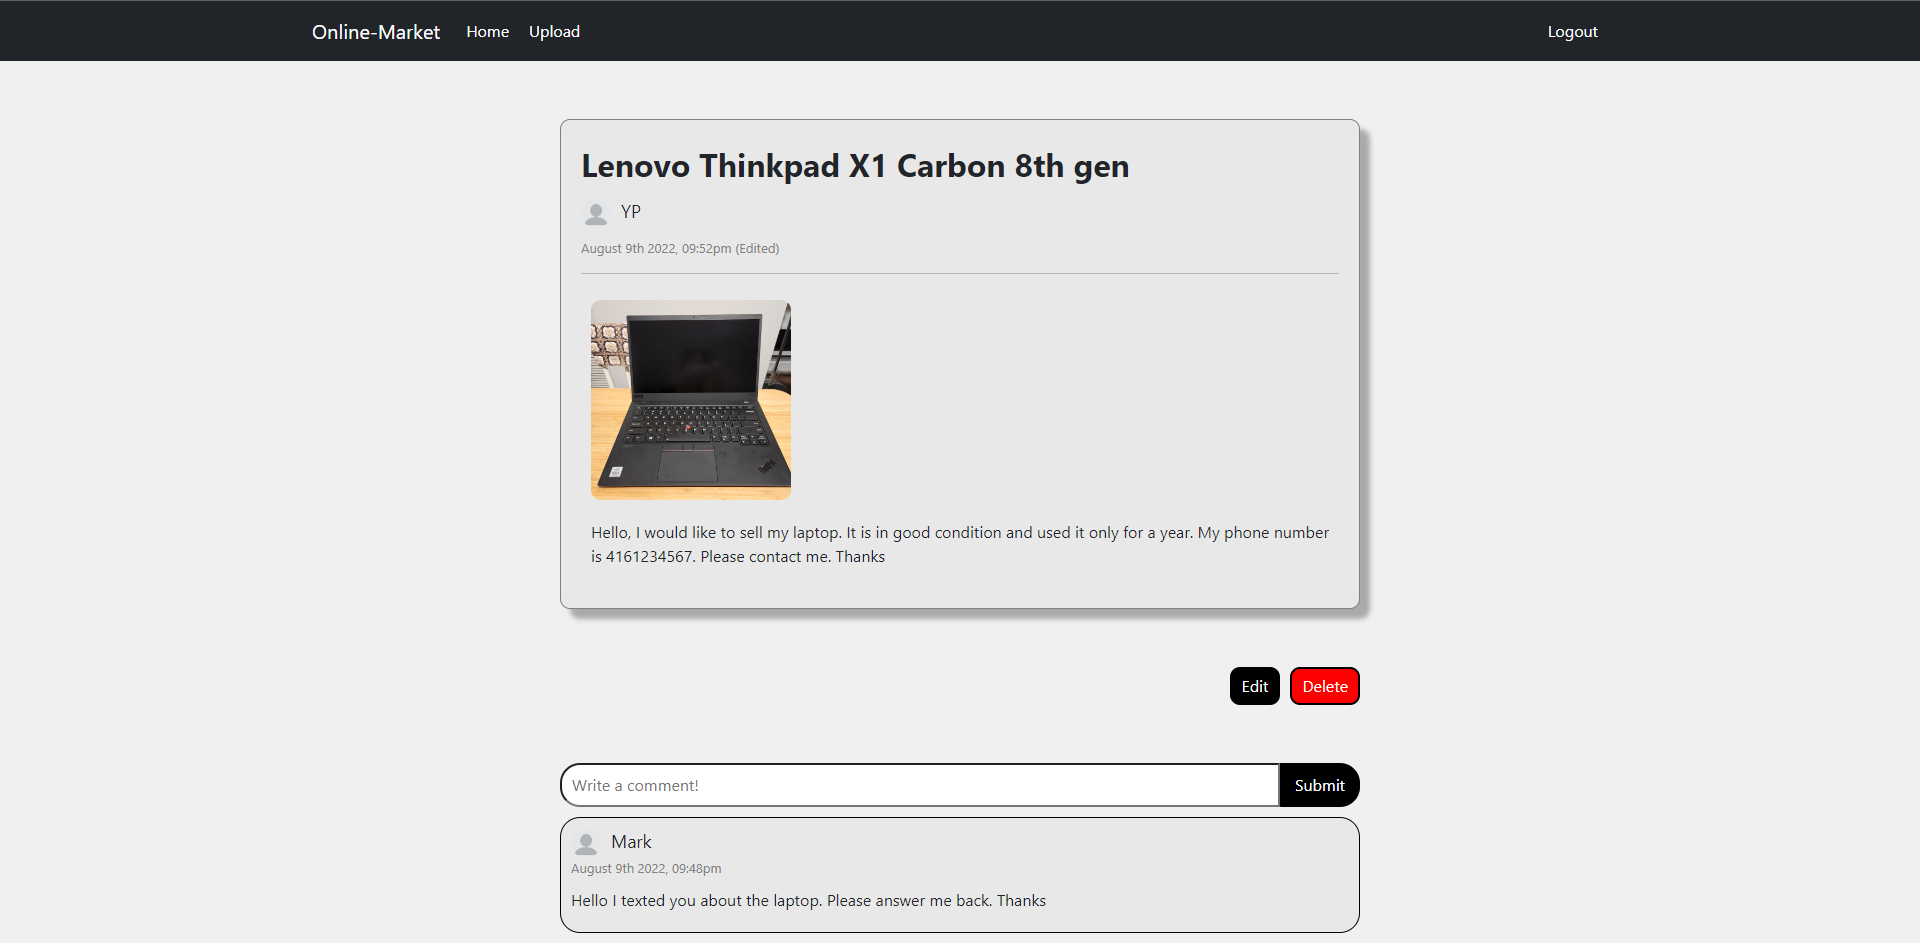 Online-Market Home Upload Logout
Lenovo Thinkpad X1 Carbon 8th gen
YP
August 9th 2022, 09:52pm (Edited)
Hello, I would like to sell my laptop. It is in good condition and used it only for a year. My phone number
is 4161234567. Please contact me. Thanks
Edit Delete
Write a comment! Submit
Mark
August 9th 2022, 09:48pm
Hello I texted you about the laptop. Please answer me back. Thanks